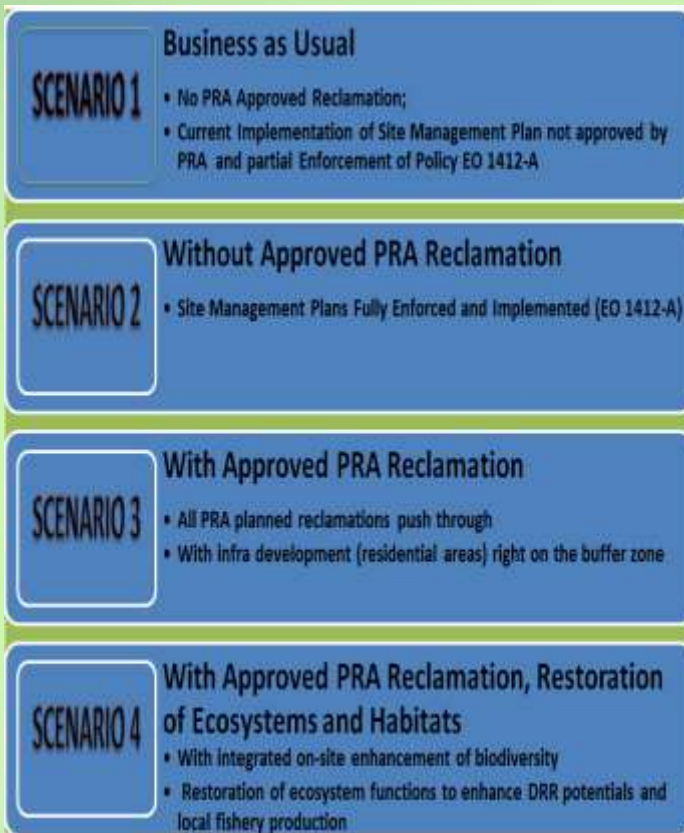 SCENARIO 1
Business as Usual
• No PRA Approved Reclamation;
• Current Implementation of Site Management Plan not approved by
PRA and partial Enforcement of Policy EO 1412-A
SCENARIO 2
Without Approved PRA Reclamation
• Site Management Plans Fully Enforced and Implemented (EO 1412-A)
SCENARIO 3
With Approved PRA Reclamation
• All PRA planned reclamations push through
• With infra development (residential areas) right on the buffer zone
SCENARIO 4
With Approved PRA Reclamation, Restoration
of Ecosystems and Habitats
• With integrated on-site enhancement of biodiversity
• Restoration of ecosystem functions to enhance DRR potentials and
local fishery production